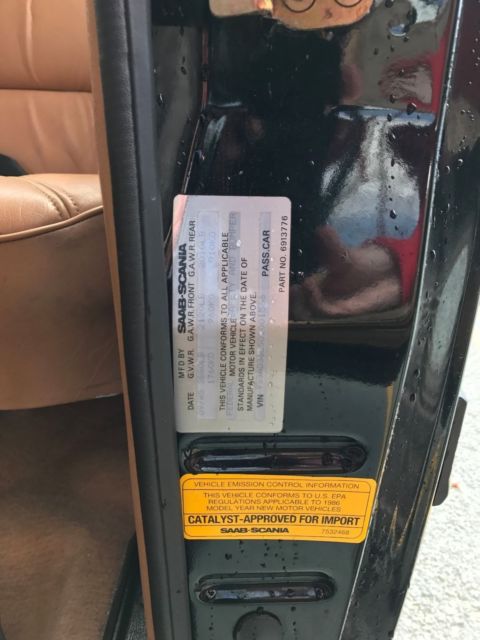 MFD BY SAAB-SCANIA
DATE G.V.W.R. G.A.W.R.FRONT G.A.W.R.REAR
THIS VEHICLE CONFORMS TO ALL APPLICABLE
MOTOR VEHICLE
STANDARDS IN EFFECT ON THE DATE OF
MANUFACTURE SHOWN ABOVE.
VIN PASS.CAR
PART NO. 6913776
VEHICLE EMISSION CONTROL INFORMATION
THIS VEHICLE CONFORMS TO U.S. EPA
REGULATIONS APPLICABLE TO 1986
MODEL YEAR NEW MOTOR VEHICLES
CATALYST-APPROVED FOR IMPORT
SAAB-SCANIA 7532468